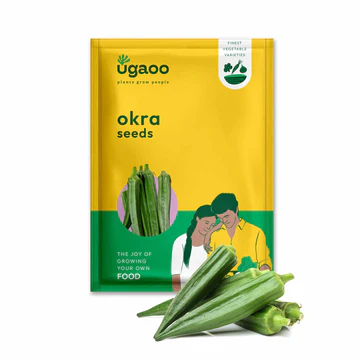 ugaoo
plants grow people
FINEST
VEGETABLE
VARIETIES
okra
seeds
THE JOY OF
GROWING
YOUR OWN
FOOD